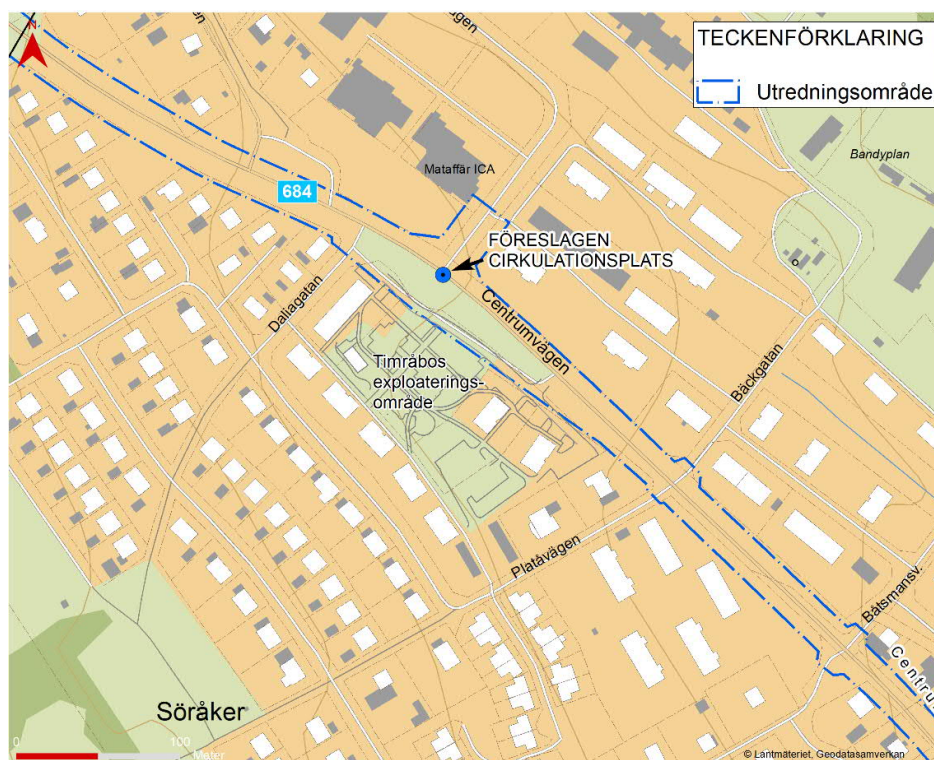 N
vägen
TECKENFÖRKLARING
Utredningsområde
Mataffär ICA
Bandyplan
684
FÖRESLAGEN
CIRKULATIONSPLATS
Daliagatan
Centrumvägen
Timråbos
exploaterings-
område
Bäckgatan
Platåvägen
Båtsmansv.
Centru
Söråker
0
100
Meter
© Lantmäteriet, Geodatasamverkan